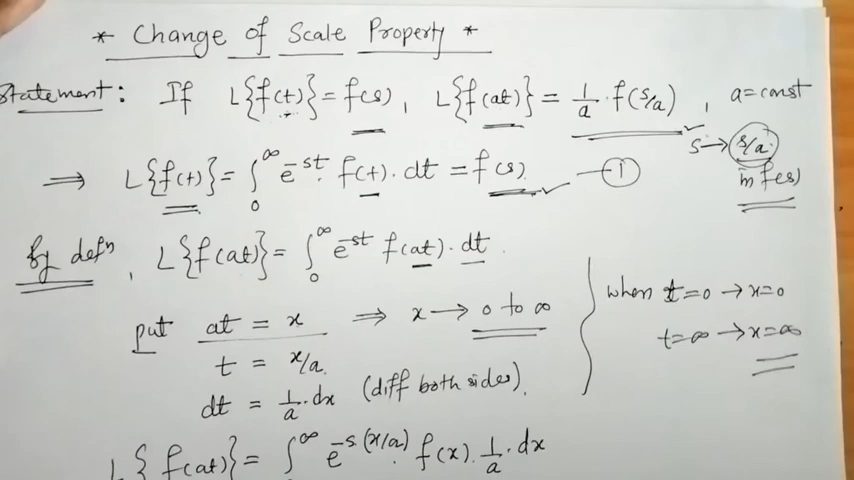 * Change of Scale Property *
Statement: If L{f(t)} = f(s), L{f(at)} = 1/a . f(s/a), a = const
s → s/a in f(s)
⟹ L{f(t)} = ∫₀^∞ e^-st . f(t) . dt = f(s) — ①
By defn, L{f(at)} = ∫₀^∞ e^-st f(at) . dt
put at = x ⟹ x → 0 to ∞
when t=0 → x=0
t = x/a
t=∞ → x=∞
dt = 1/a . dx (diff both sides).
L{f(at)} = ∫^∞ e^-s(x/a) . f(x) . 1/a . dx